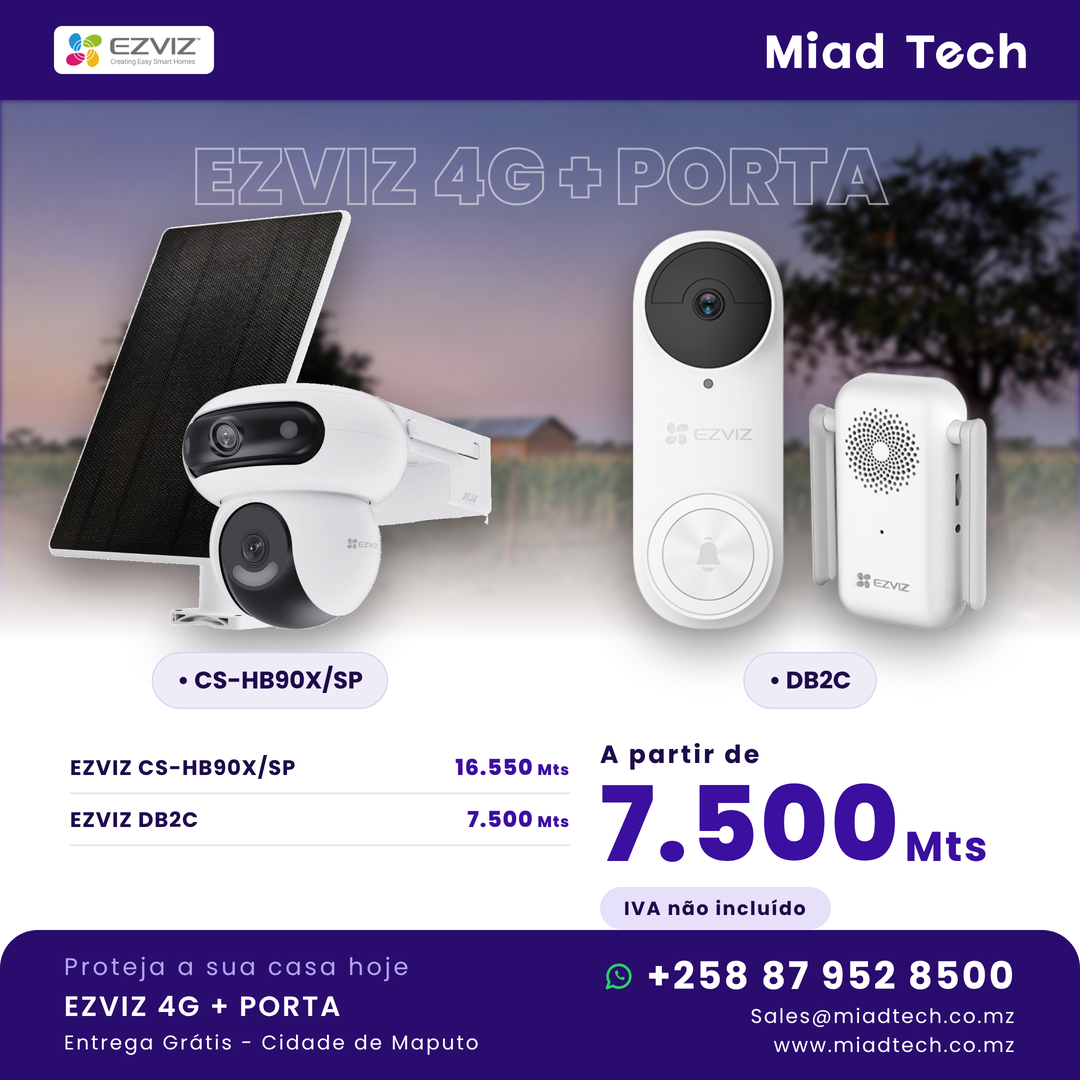 EZVIZ
Creating Easy Smart Homes
Miad Tech
EZVIZ 4G + PORTA
EZVIZ
EZVIZ
EZVIZ
• CS-HB90X/SP
• DB2C
EZVIZ CS-HB90X/SP 16.550 Mts
EZVIZ DB2C 7.500 Mts
A partir de
7.500 Mts
IVA não incluído
Proteja a sua casa hoje
EZVIZ 4G + PORTA
Entrega Grátis - Cidade de Maputo
+258 87 952 8500
Sales@miadtech.co.mz
www.miadtech.co.mz